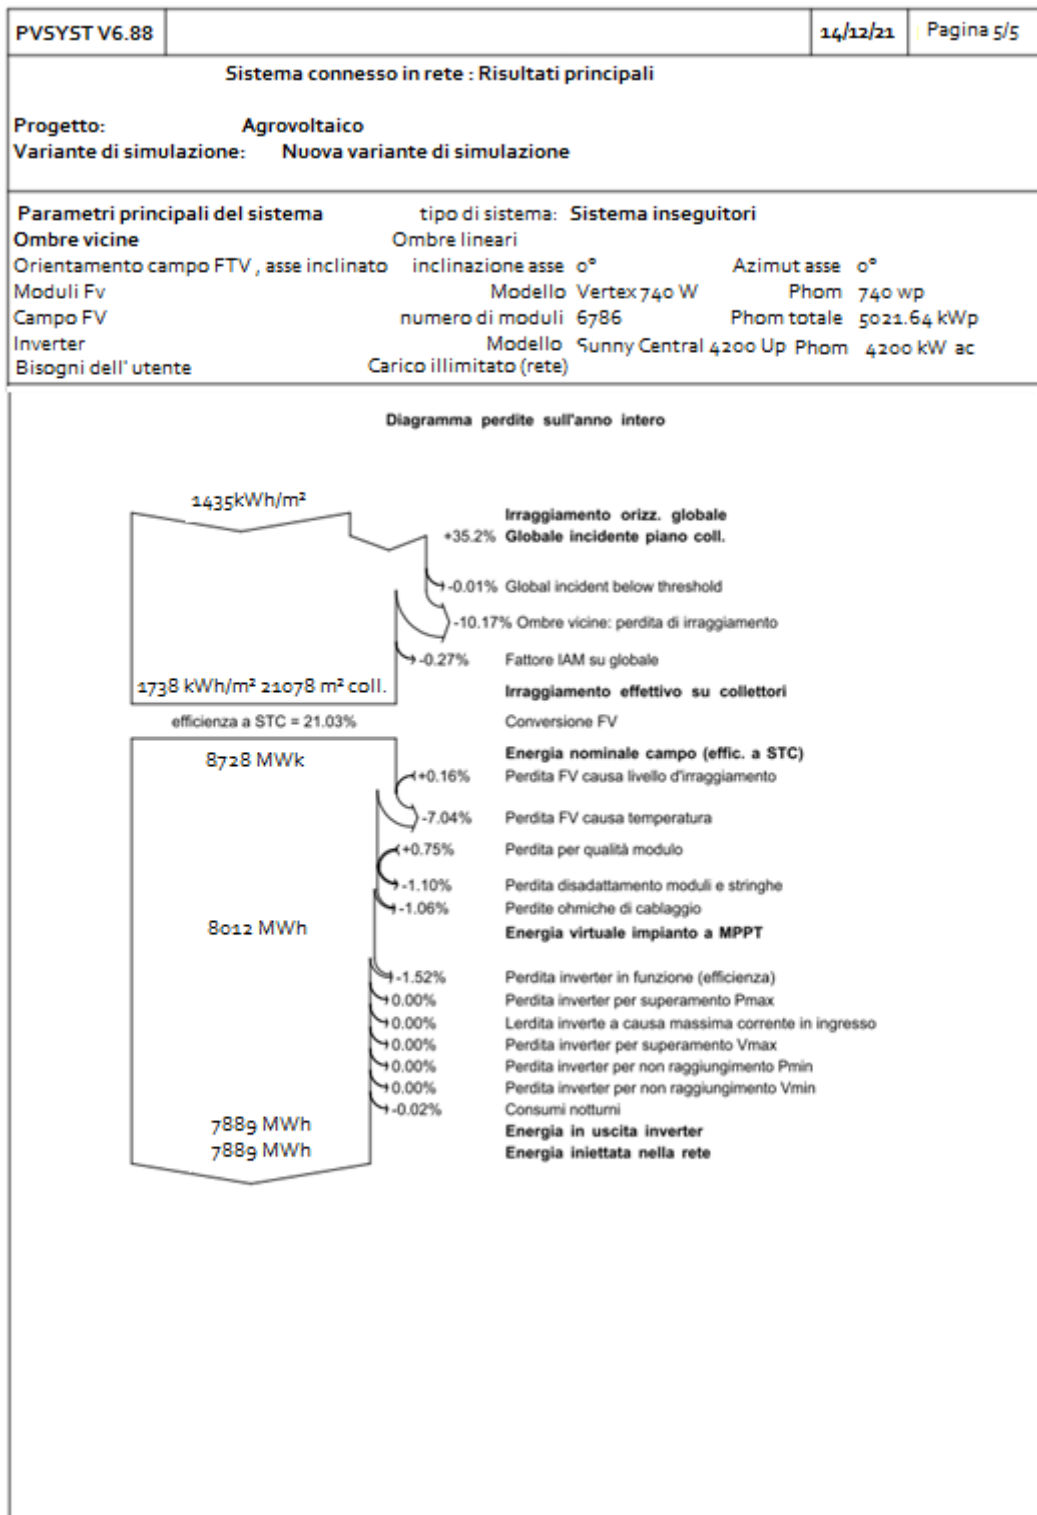 PVSYST V6.88 14/12/21 Pagina 5/5
Sistema connesso in rete : Risultati principali
Progetto: Agrovoltaico
Variante di simulazione: Nuova variante di simulazione
Parametri principali del sistema tipo di sistema: Sistema inseguitori
Ombre vicine Ombre lineari
Orientamento campo FTV , asse inclinato inclinazione asse 0° Azimut asse 0°
Moduli Fv Modello Vertex 740 W Phom 740 wp
Campo FV numero di moduli 6786 Phom totale 5021.64 kWp
Inverter Modello Sunny Central 4200 Up Phom 4200 kW ac
Bisogni dell' utente Carico illimitato (rete)
Diagramma perdite sull'anno intero
1435kWh/m²
Irraggiamento orizz. globale
+35.2% Globale incidente piano coll.
-0.01% Global incident below threshold
-10.17% Ombre vicine: perdita di irraggiamento
-0.27% Fattore IAM su globale
1738 kWh/m² 21078 m² coll. Irraggiamento effettivo su collettori
efficienza a STC = 21.03% Conversione FV
Energia nominale campo (effic. a STC)
8728 MWk
+0.16% Perdita FV causa livello d'irraggiamento
-7.04% Perdita FV causa temperatura
+0.75% Perdita per qualità modulo
-1.10% Perdita disadattamento moduli e stringhe
-1.06% Perdite ohmiche di cablaggio
8012 MWh Energia virtuale impianto a MPPT
-1.52% Perdita inverter in funzione (efficienza)
0.00% Perdita inverter per superamento Pmax
0.00% Lerdita inverte a causa massima corrente in ingresso
0.00% Perdita inverter per superamento Vmax
0.00% Perdita inverter per non raggiungimento Pmin
0.00% Perdita inverter per non raggiungimento Vmin
-0.02% Consumi notturni
7889 MWh Energia in uscita inverter
7889 MWh Energia iniettata nella rete